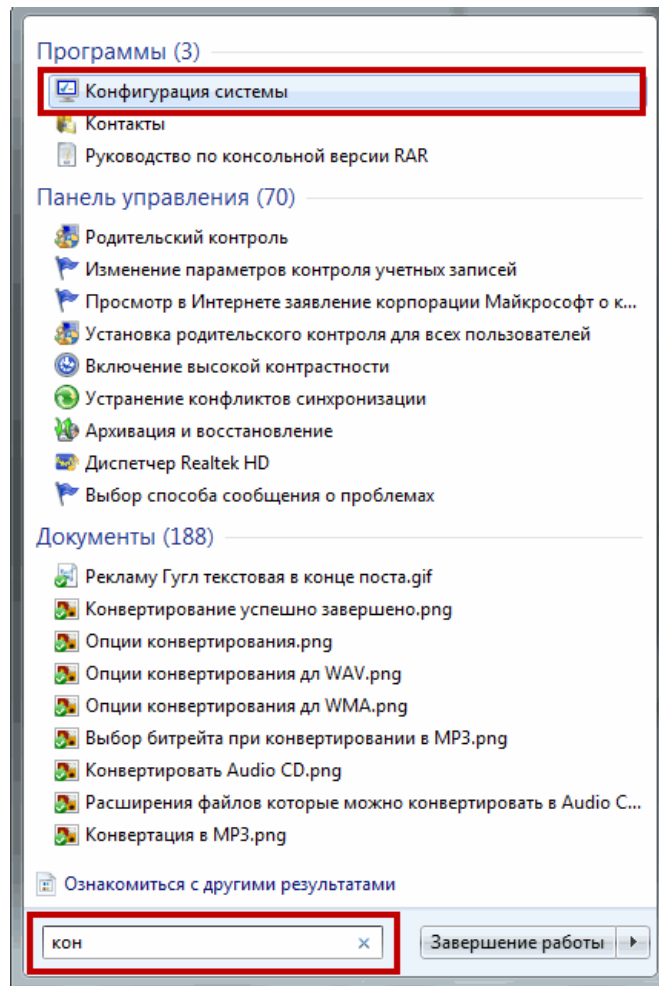 Программы (3)
Конфигурация системы
Контакты
Руководство по консольной версии RAR
Панель управления (70)
Родительский контроль
Изменение параметров контроля учетных записей
Просмотр в Интернете заявление корпорации Майкрософт о к...
Установка родительского контроля для всех пользователей
Включение высокой контрастности
Устранение конфликтов синхронизации
Архивация и восстановление
Диспетчер Realtek HD
Выбор способа сообщения о проблемах
Документы (188)
Рекламу Гугл текстовая в конце поста.gif
Конвертирование успешно завершено.png
Опции конвертирования.png
Опции конвертирования дл WAV.png
Опции конвертирования дл WMA.png
Выбор битрейта при конвертировании в MP3.png
Конвертировать Audio CD.png
Расширения файлов которые можно конвертировать в Audio C...
Конвертация в MP3.png
Ознакомиться с другими результатами
кон
Завершение работы